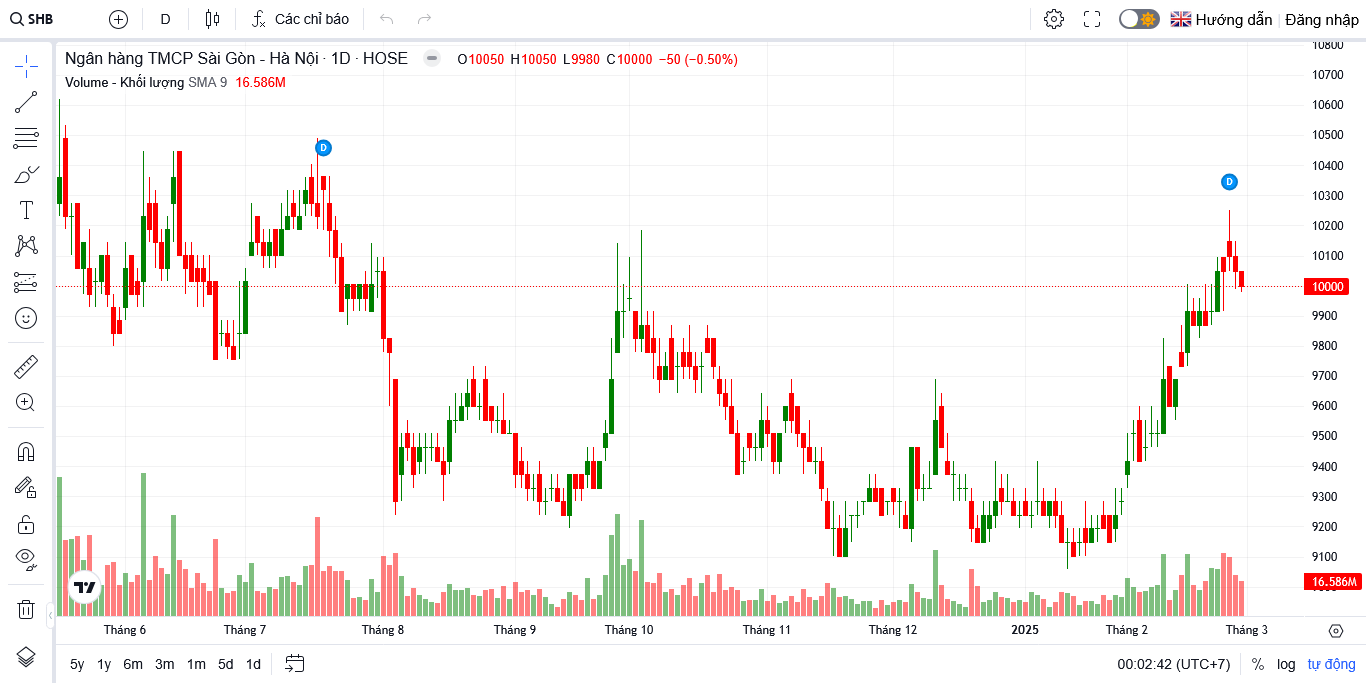 SHB D Các chỉ báo Hướng dẫn Đăng nhập
Ngân hàng TMCP Sài Gòn - Hà Nội · 1D · HOSE O10050 H10050 L9980 C10000 −50 (−0.50%)
Volume - Khối lượng SMA 9 16.586M
D
D
10800
10700
10600
10500
10400
10300
10200
10100
10000
9900
9800
9700
9600
9500
9400
9300
9200
9100
16.586M
Tháng 6 Tháng 7 Tháng 8 Tháng 9 Tháng 10 Tháng 11 Tháng 12 2025 Tháng 2 Tháng 3
5y 1y 6m 3m 1m 5d 1d 00:02:42 (UTC+7) % log tự động